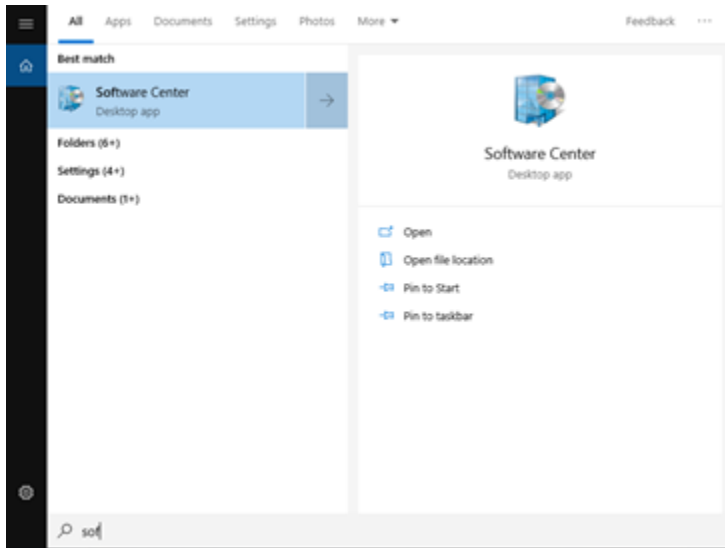 All Apps Documents Settings Photos More Feedback ...
Best match
Software Center
Desktop app
Folders (6+)
Settings (4+)
Documents (1+)
Software Center
Desktop app
Open
Open file location
Pin to Start
Pin to taskbar
sof